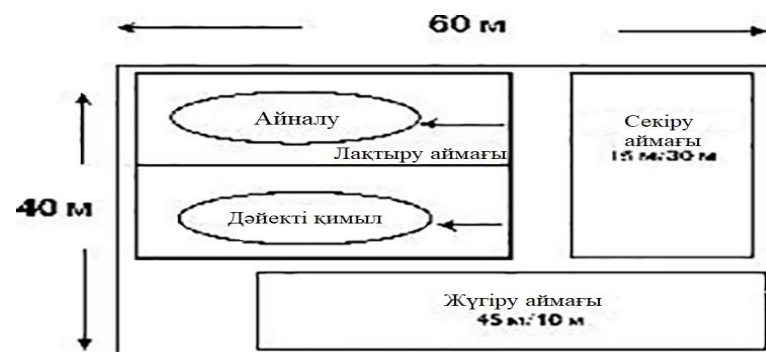 60 м
Айналу
Лақтыру аймағы
Секіру
аймағы
15 м/30 м
40 м
Дәйекті қимыл
Жүгіру аймағы
45 м/10 м